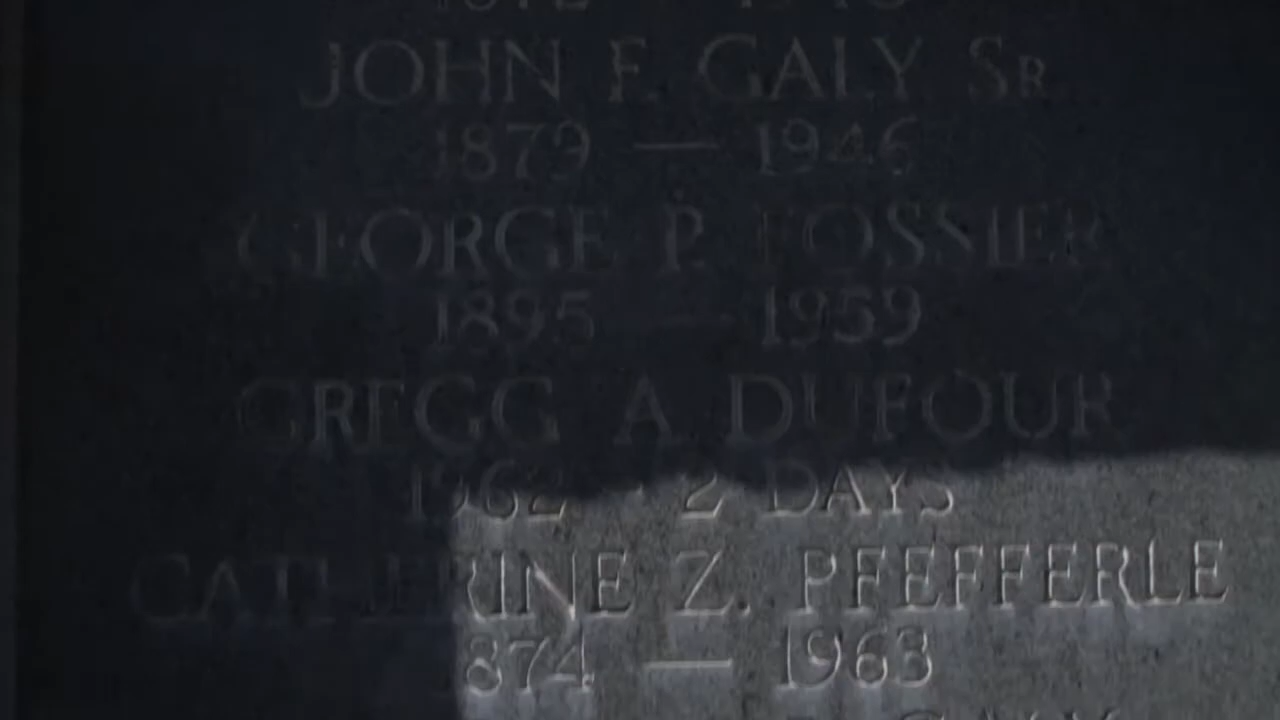 JOHN F. GALY SR.
1879 — 1946
GEORGE P. FOSSIER
1895 — 1959
GREGG A. DUFOUR
1962 - 2 DAYS
CATHERINE Z. PFEFFERLE
1874 — 1963